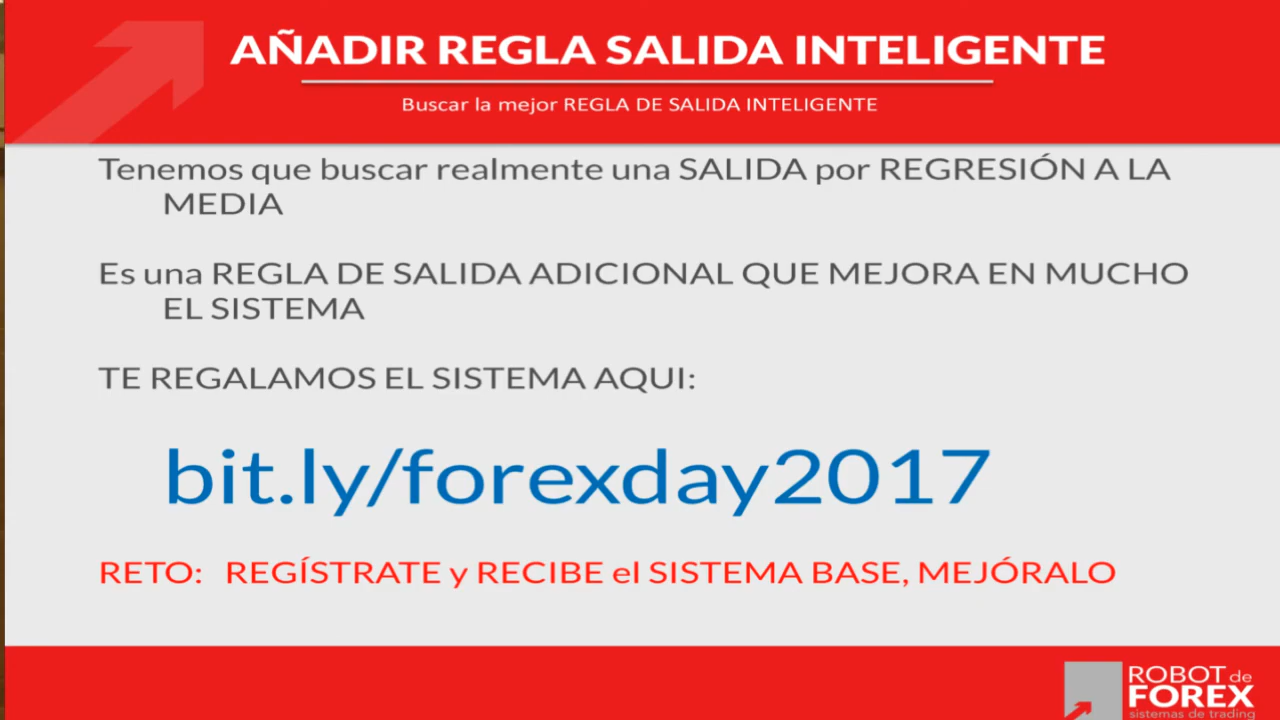 AÑADIR REGLA SALIDA INTELIGENTE
Buscar la mejor REGLA DE SALIDA INTELIGENTE
Tenemos que buscar realmente una SALIDA por REGRESIÓN A LA
MEDIA
Es una REGLA DE SALIDA ADICIONAL QUE MEJORA EN MUCHO
EL SISTEMA
TE REGALAMOS EL SISTEMA AQUI:
bit.ly/forexday2017
RETO: REGÍSTRATE y RECIBE el SISTEMA BASE, MEJÓRALO
ROBOT de
FOREX
sistemas de trading